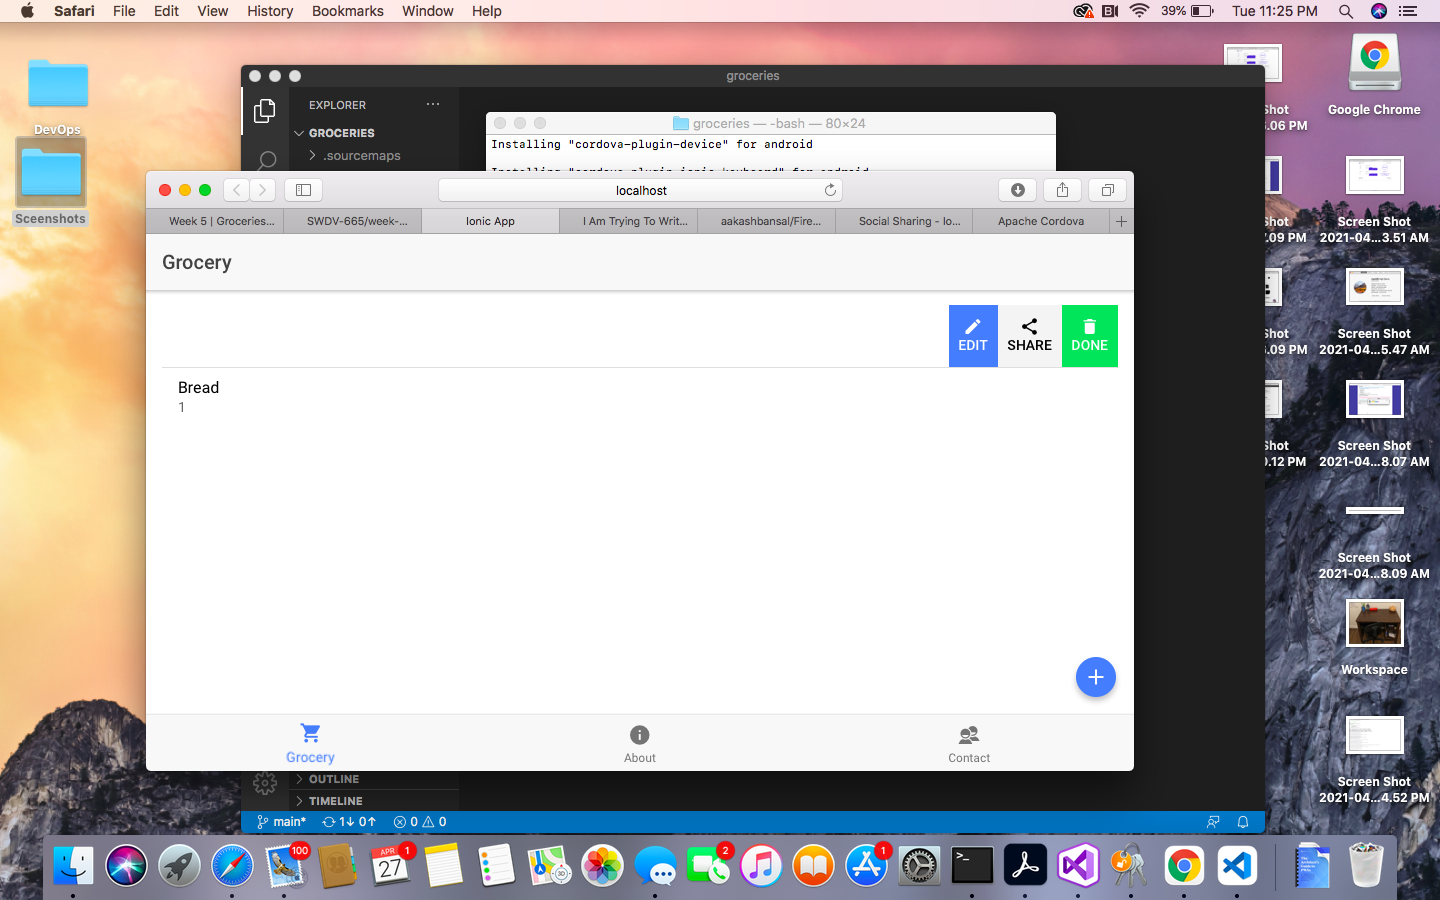 Safari File Edit View History Bookmarks Window Help 39% Tue 11:25 PM
DevOps
Sceenshots
groceries
EXPLORER
GROCERIES
.sourcemaps
groceries — -bash — 80×24
Installing "cordova-plugin-device" for android
localhost
Week 5 | Groceries... SWDV-665/week-... Ionic App I Am Trying To Writ... aakashbansal/Fire... Social Sharing - Io... Apache Cordova
Grocery
EDIT SHARE DONE
Bread
1
Grocery About Contact
OUTLINE
TIMELINE
main* 1↓ 0↑ 0 0
Shot
6.06 PM
Google Chrome
Shot
7.09 PM
Screen Shot
2021-04...3.51 AM
Shot
6.09 PM
Screen Shot
2021-04...5.47 AM
Shot
0.12 PM
Screen Shot
2021-04...8.07 AM
Screen Shot
2021-04...8.09 AM
Workspace
Screen Shot
2021-04...4.52 PM
100
APR
27
1
3D
2
1